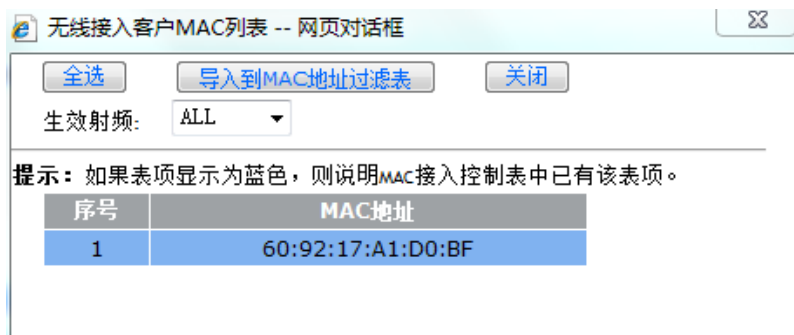 无线接入客户MAC列表 -- 网页对话框
全选 导入到MAC地址过滤表 关闭
生效射频: ALL
提示：如果表项显示为蓝色，则说明MAC接入控制表中已有该表项。
序号 MAC地址
1 60:92:17:A1:D0:BF